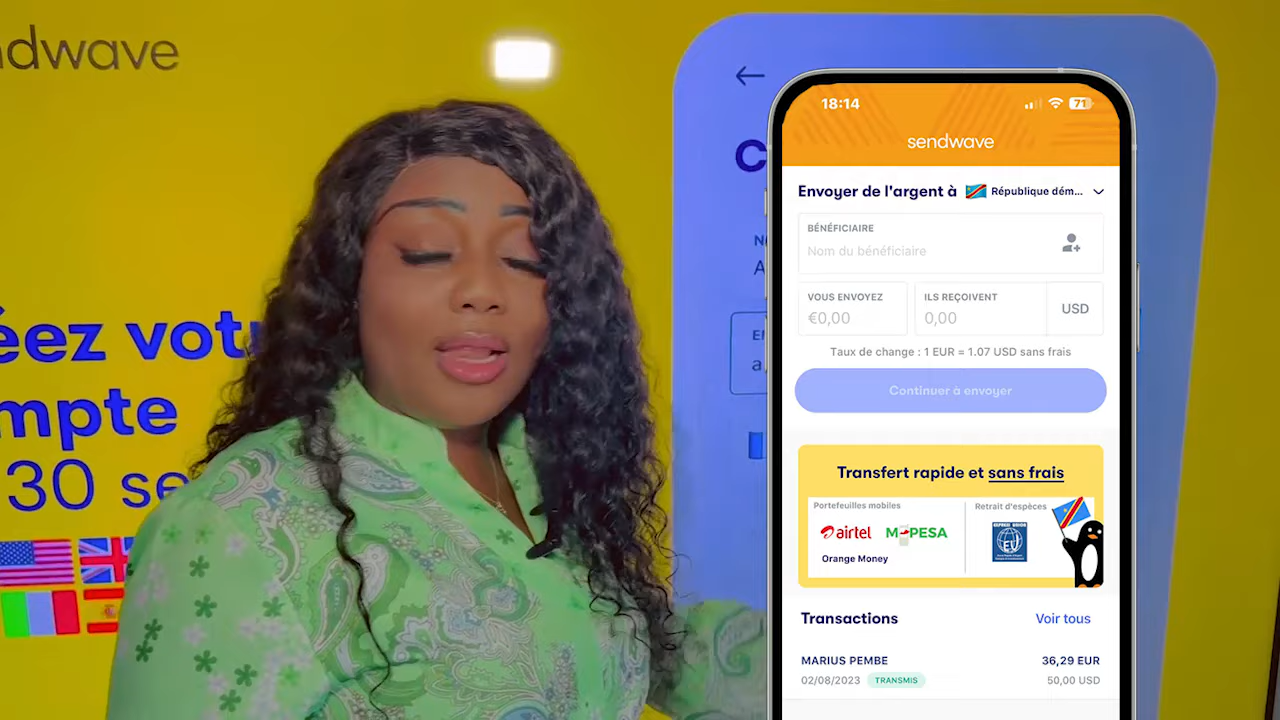 ndwave
éez votr
mpte
30 se
C
18:14
71
sendwave
Envoyer de l'argent à République dém...
BÉNÉFICIAIRE
Nom du bénéficiaire
VOUS ENVOYEZ
€0,00
ILS REÇOIVENT
0,00
USD
Taux de change : 1 EUR = 1.07 USD sans frais
Continuer à envoyer
Transfert rapide et sans frais
Portefeuilles mobiles
Retrait d'espèces
airtel
M-PESA
Orange Money
Transactions
Voir tous
MARIUS PEMBE
36,29 EUR
02/08/2023
TRANSMIS
50,00 USD